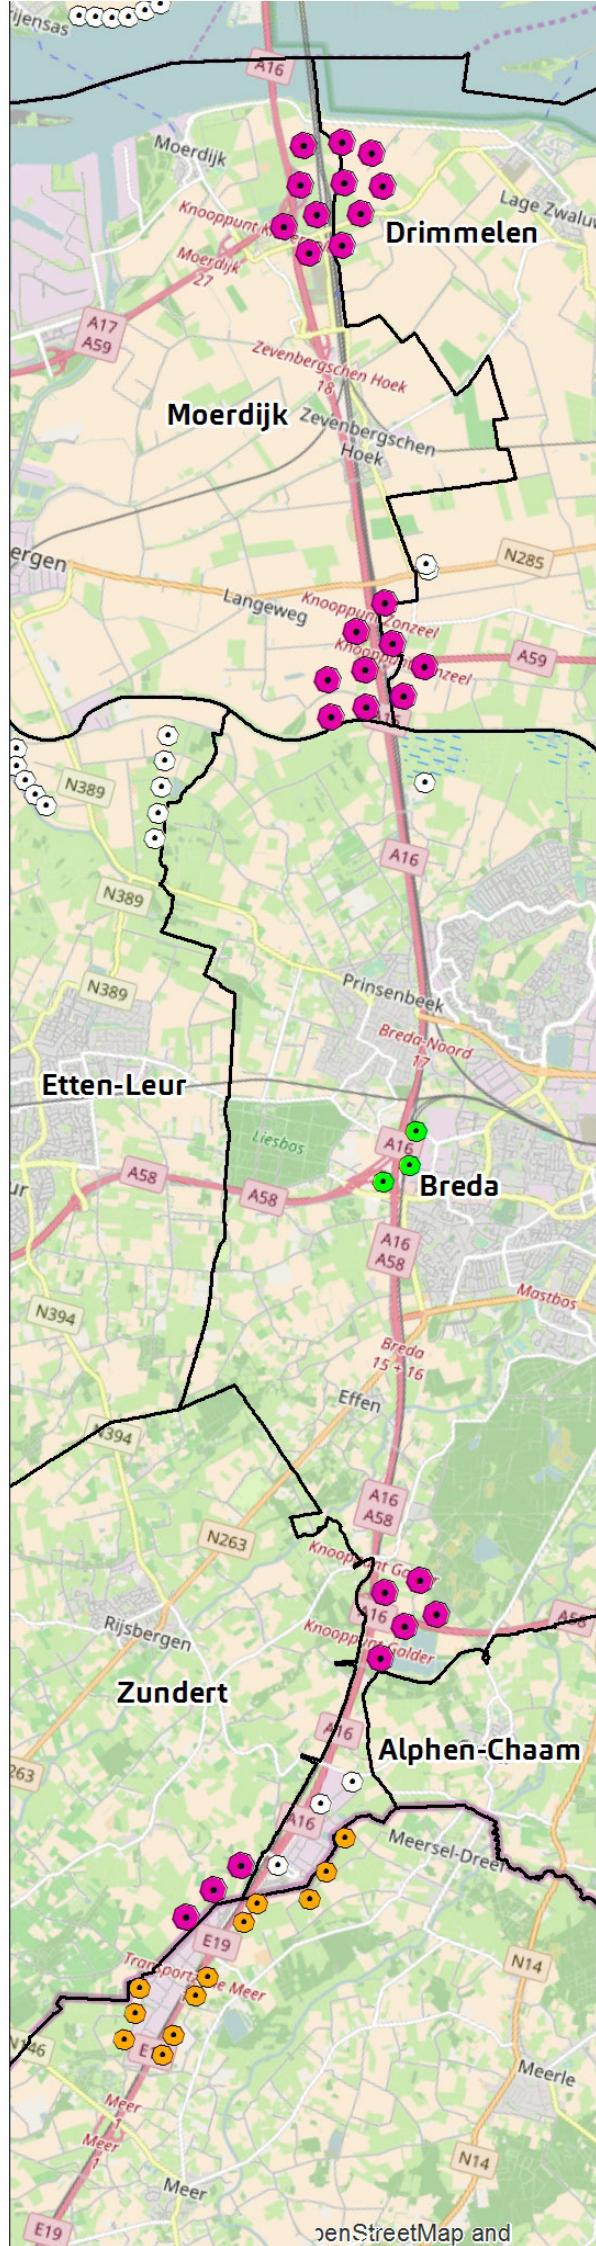 ijensas
A16
Moerdijk
Lage Zwaluw
Knooppunt K
Drimmelen
Moerdijk
27
A17
A59
Zevenbergschen Hoek
18
Moerdijk
Zevenbergschen
Hoek
ergen
N285
Langeweg
Knooppunt Zonzeel
Knooppunt Zonzeel
A59
A16
N389
A16
N389
N389
Prinsenbeek
Breda-Noord
17
Etten-Leur
Liesbos
A16
ur
A58
A58
Breda
A16
A58
N394
Mastbos
Breda
15 + 16
Effen
N394
A16
A58
N263
Knooppunt Galder
A16
A58
Rijsbergen
Knooppunt Galder
Zundert
A16
Alphen-Chaam
263
A16
Meersel-Dreef
E19
N14
Transportzone Meer
N146
E19
Meerle
Meer
1
Meer
1
N14
Meer
E19
penStreetMap and